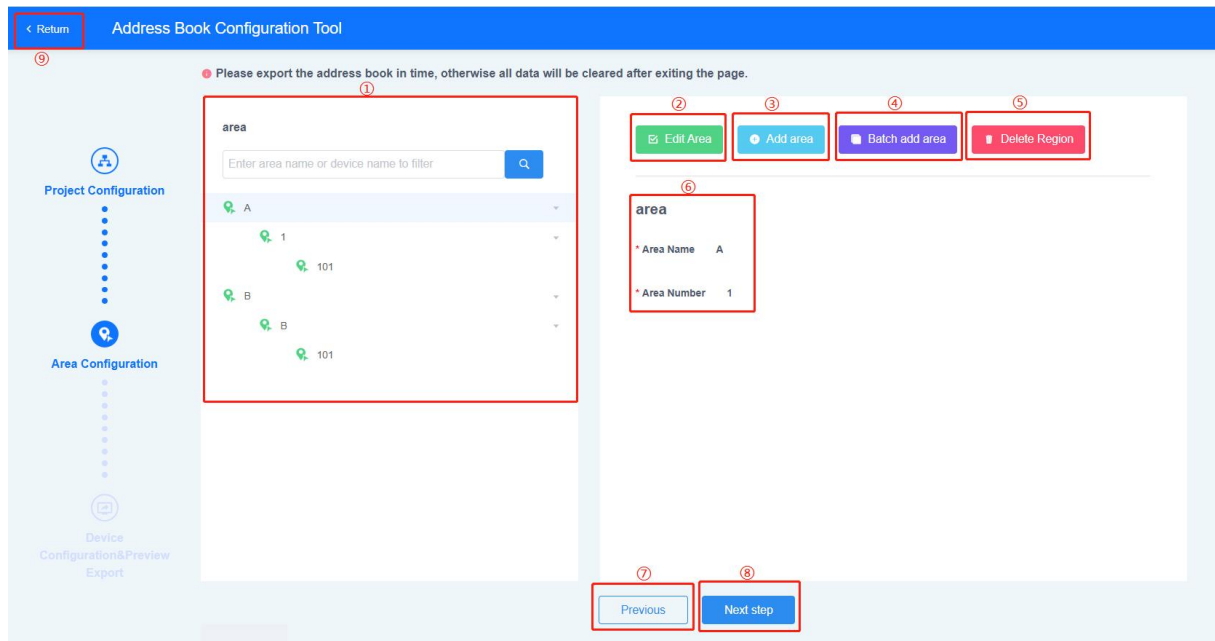 Return Address Book Configuration Tool
⑨
Please export the address book in time, otherwise all data will be cleared after exiting the page.
①
area
Enter area name or device name to filter
A
1
101
B
B
101
② ③ ④ ⑤
Edit Area Add area Batch add area Delete Region
⑥
area
* Area Name A
* Area Number 1
Project Configuration
Area Configuration
Device
Configuration&Preview
Export
⑦ ⑧
Previous Next step